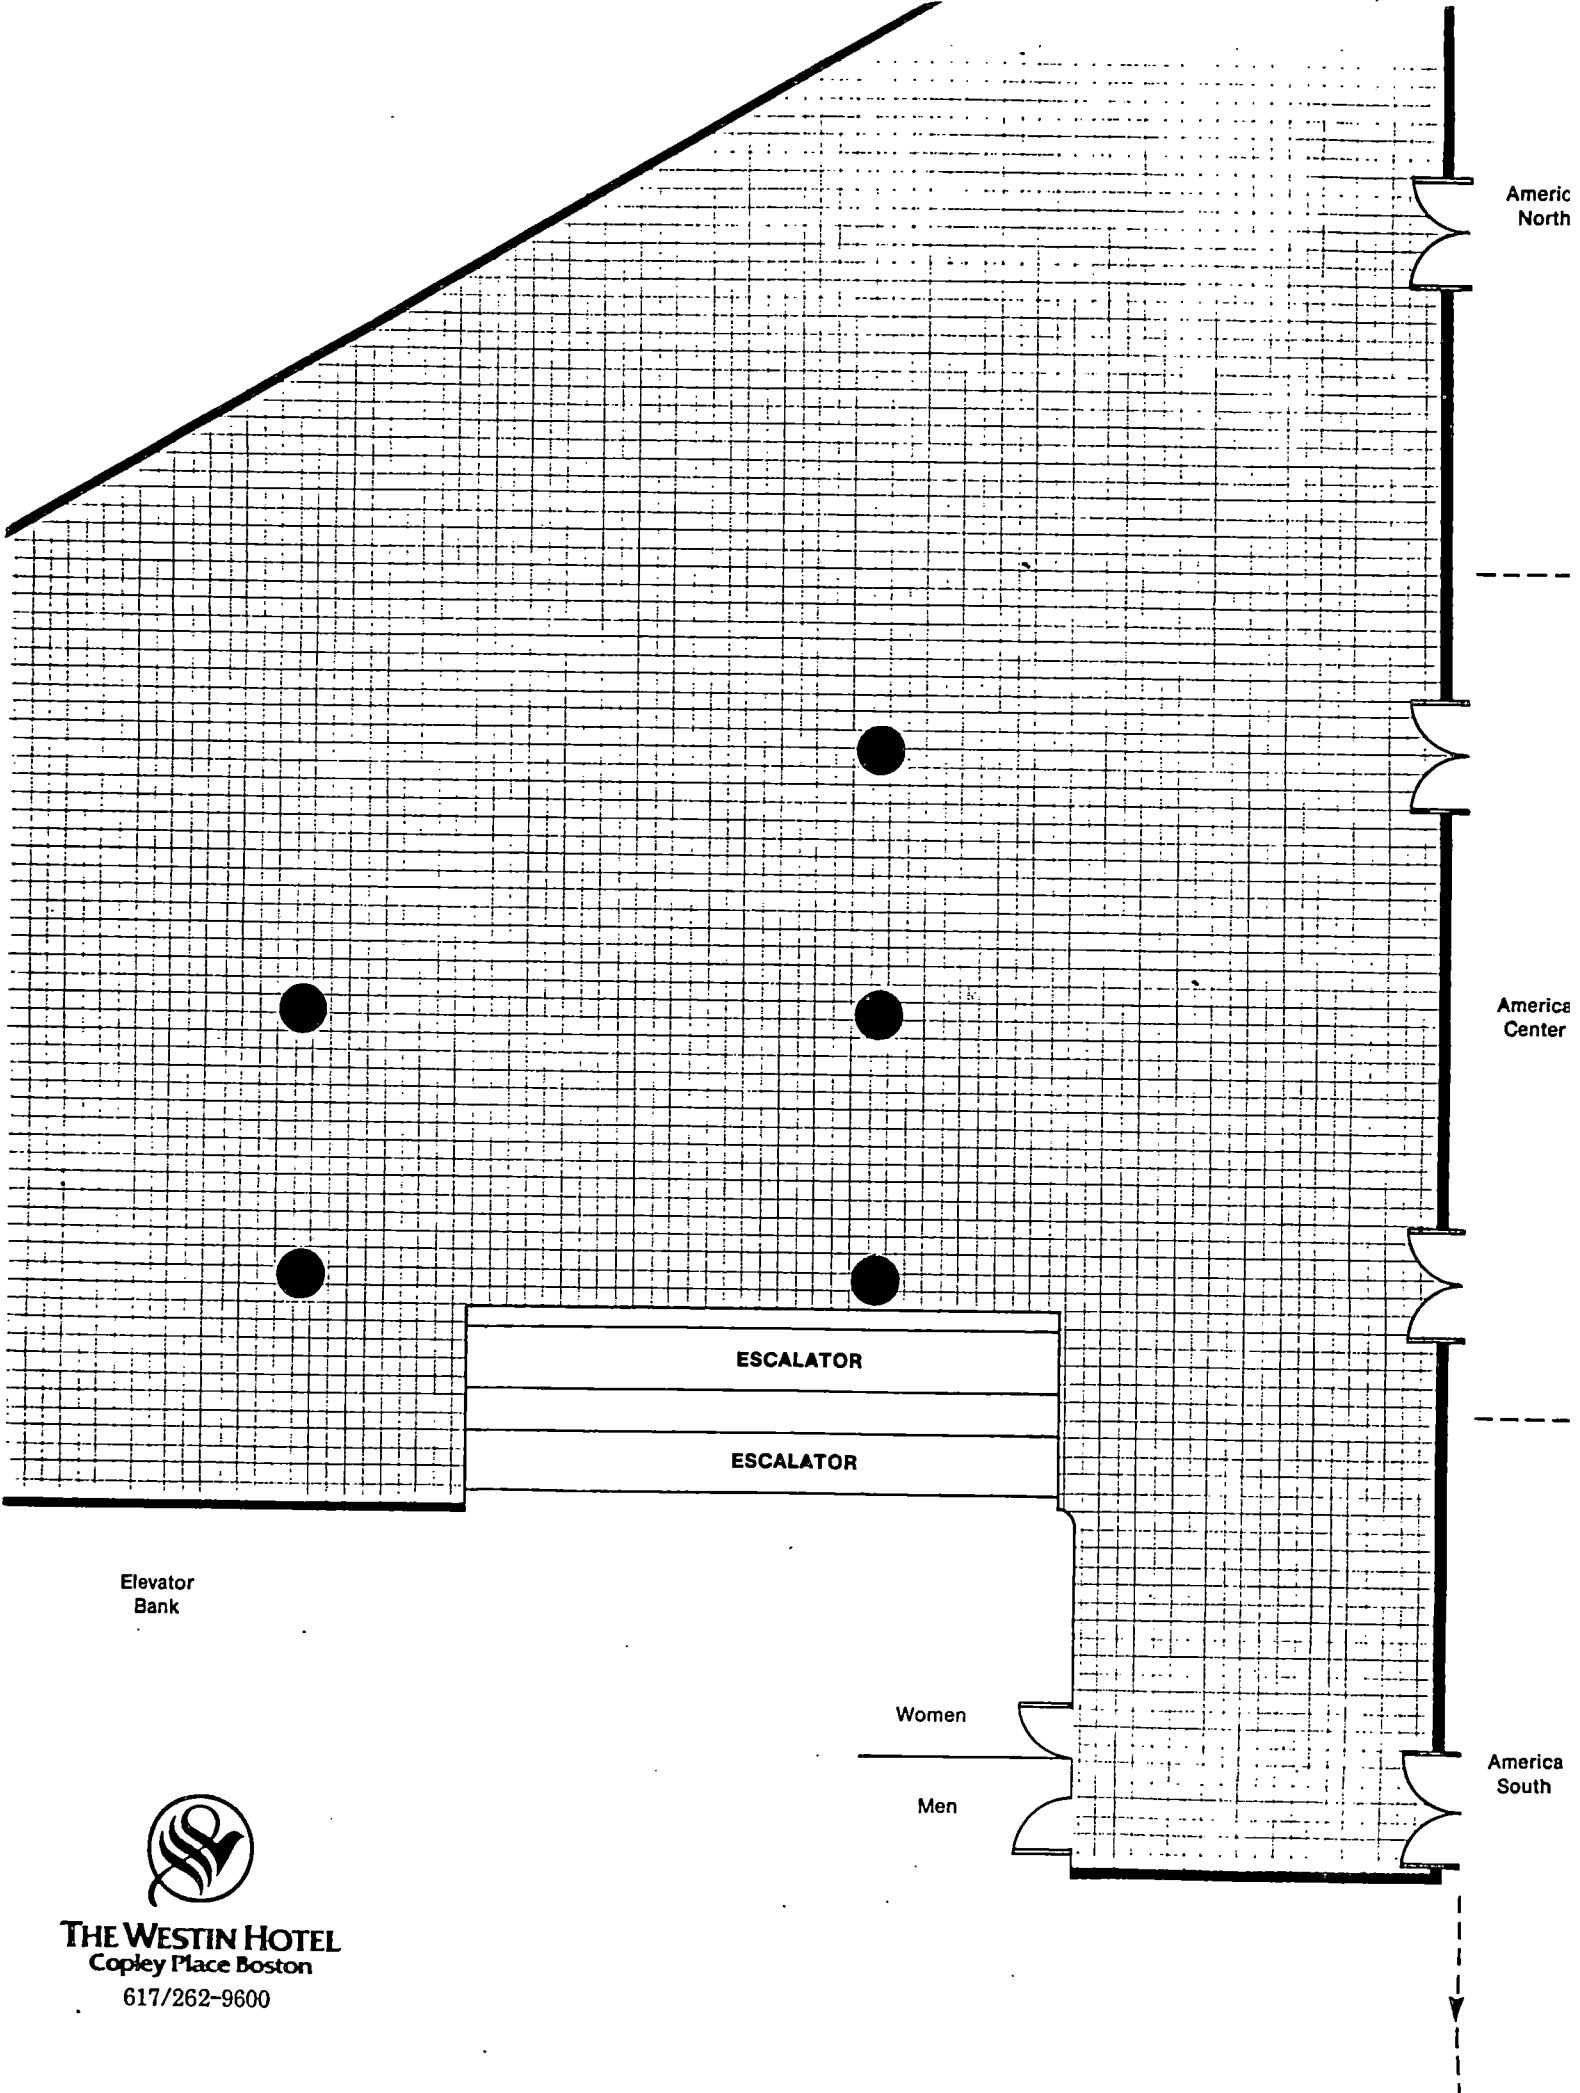 Americ
North
America
Center
ESCALATOR
ESCALATOR
Elevator
Bank
Women
Men
America
South
THE WESTIN HOTEL
Copley Place Boston
617/262-9600